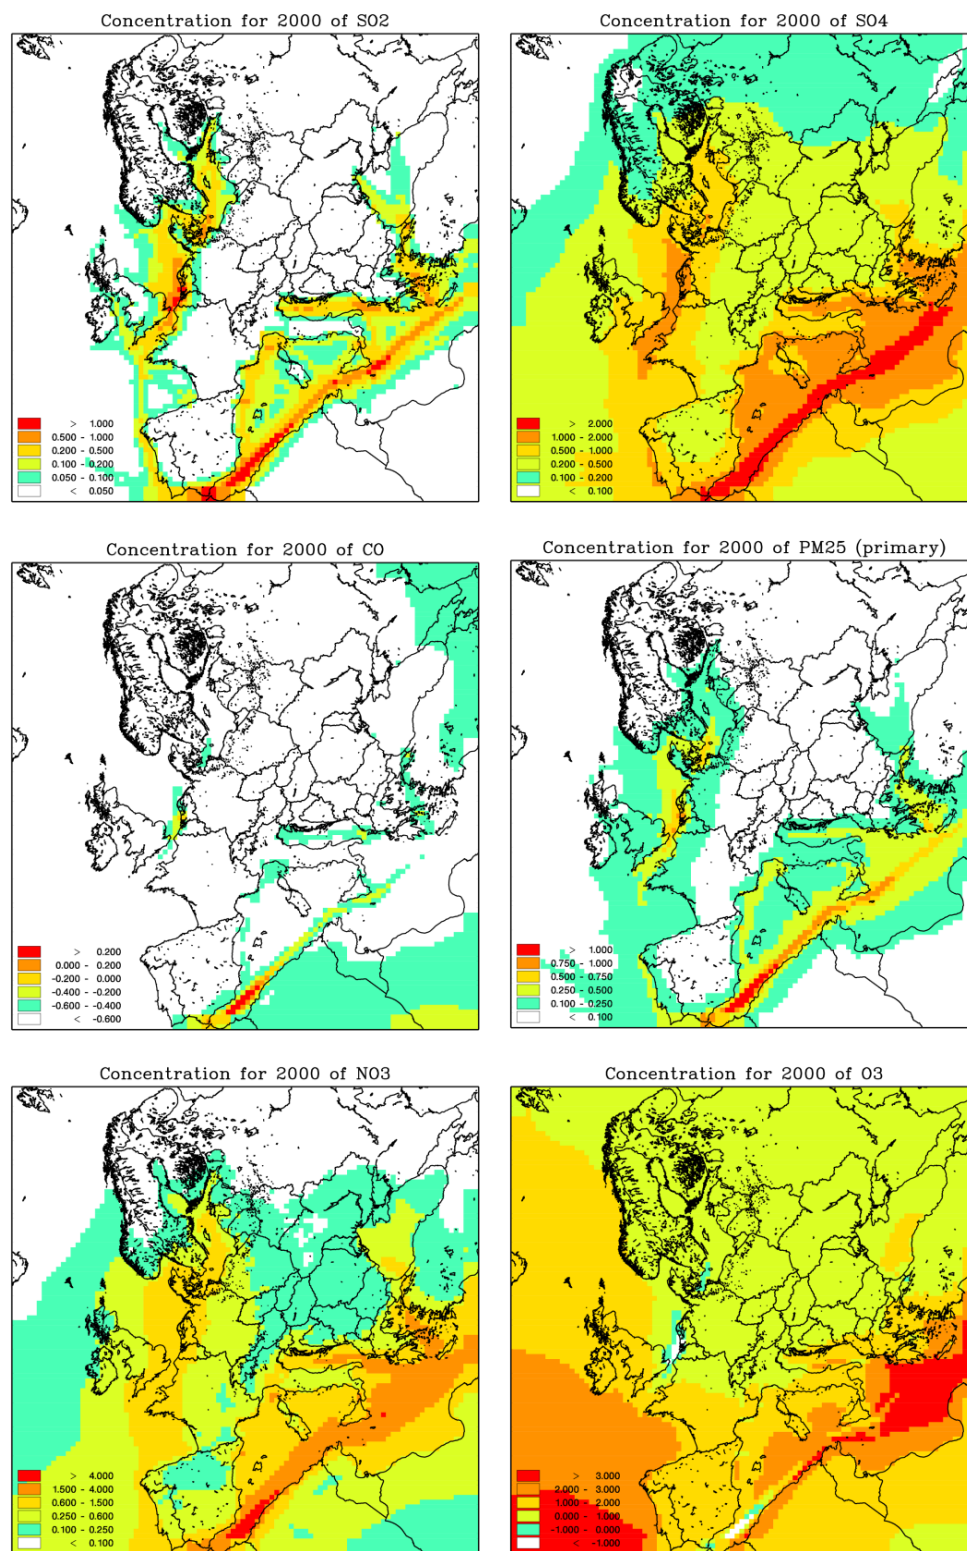 Concentration for 2000 of SO2
> 1.000
0.500 - 1.000
0.200 - 0.500
0.100 - 0.200
0.050 - 0.100
< 0.050
Concentration for 2000 of SO4
> 2.000
1.000 - 2.000
0.500 - 1.000
0.200 - 0.500
0.100 - 0.200
< 0.100
Concentration for 2000 of CO
> 0.200
0.000 - 0.200
-0.200 - 0.000
-0.400 - -0.200
-0.600 - -0.400
< -0.600
Concentration for 2000 of PM25 (primary)
> 1.000
0.750 - 1.000
0.500 - 0.750
0.250 - 0.500
0.100 - 0.250
< 0.100
Concentration for 2000 of NO3
> 4.000
1.500 - 4.000
0.600 - 1.500
0.250 - 0.600
0.100 - 0.250
< 0.100
Concentration for 2000 of O3
> 3.000
2.000 - 3.000
1.000 - 2.000
0.000 - 1.000
-1.000 - 0.000
< -1.000